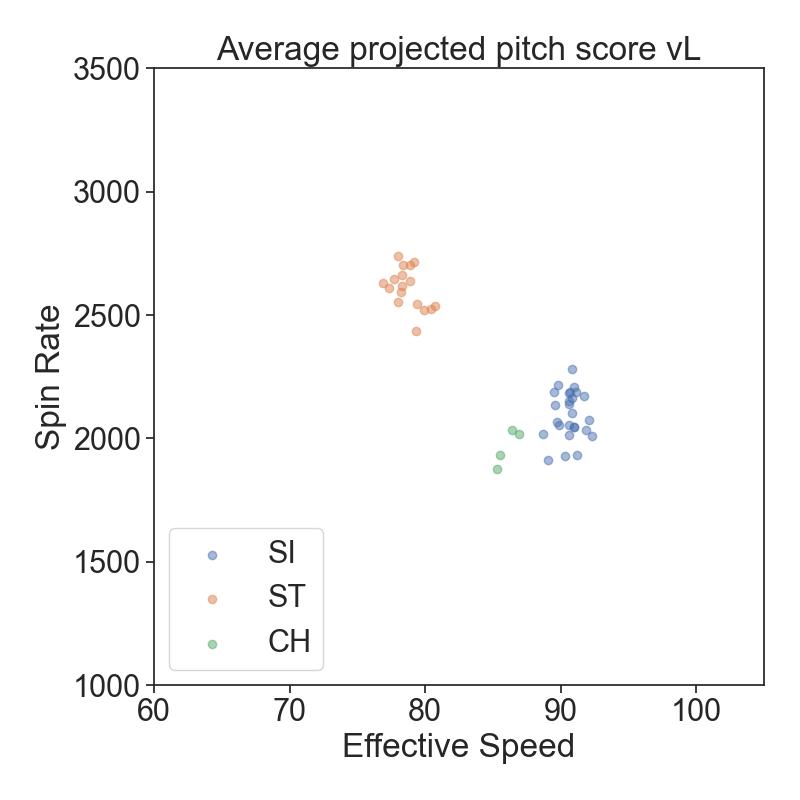 Average projected pitch score vL
3500
3000
2500
2000
1500
1000
Spin Rate
SI
ST
CH
60 70 80 90 100
Effective Speed